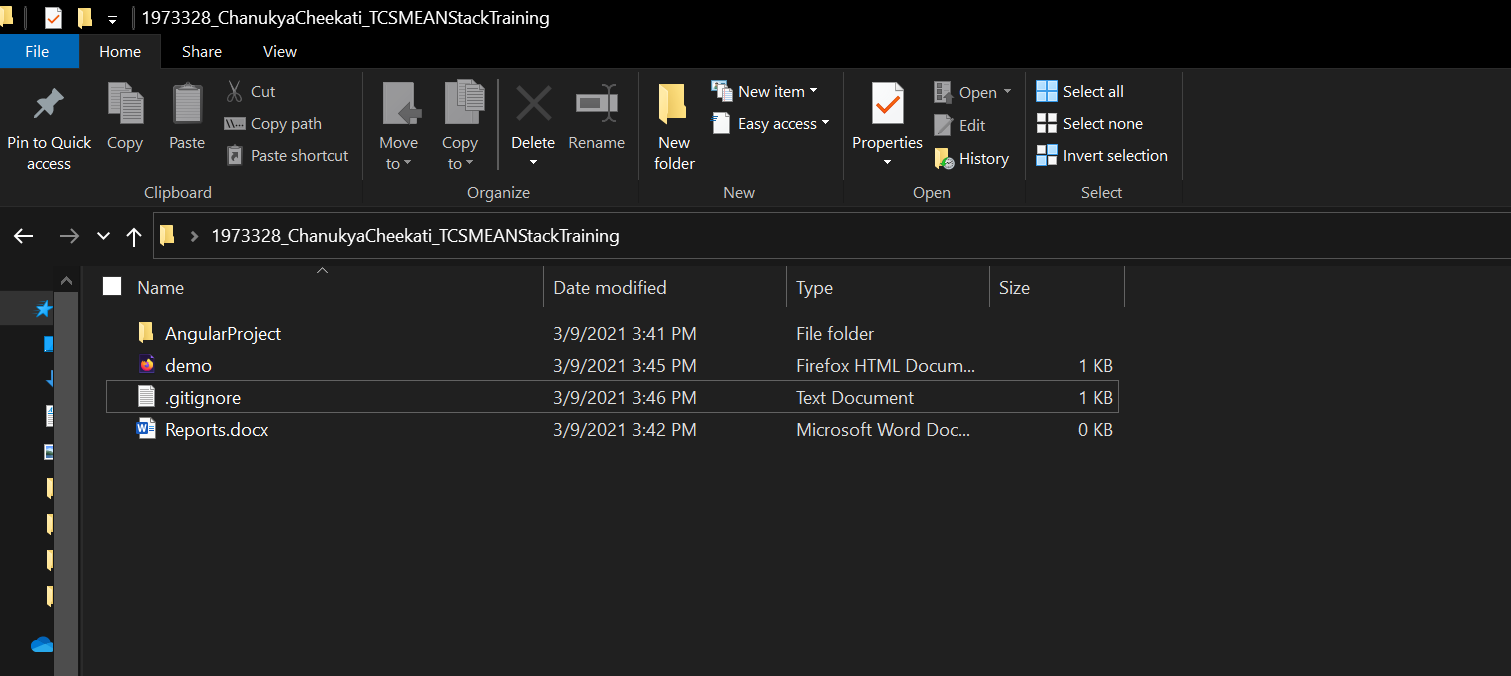 1973328_ChanukyaCheekati_TCSMEANStackTraining
File Home Share View
Pin to Quick access
Copy
Paste
Cut
Copy path
Paste shortcut
Clipboard
Move to
Copy to
Delete
Rename
Organize
New folder
New item
Easy access
New
Properties
Open
Edit
History
Open
Select all
Select none
Invert selection
Select
1973328_ChanukyaCheekati_TCSMEANStackTraining
Name Date modified Type Size
AngularProject 3/9/2021 3:41 PM File folder
demo 3/9/2021 3:45 PM Firefox HTML Docum... 1 KB
.gitignore 3/9/2021 3:46 PM Text Document 1 KB
Reports.docx 3/9/2021 3:42 PM Microsoft Word Doc... 0 KB